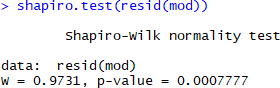 > shapiro.test(resid(mod))
Shapiro-Wilk normality test
data:  resid(mod)
W = 0.9731, p-value = 0.0007777